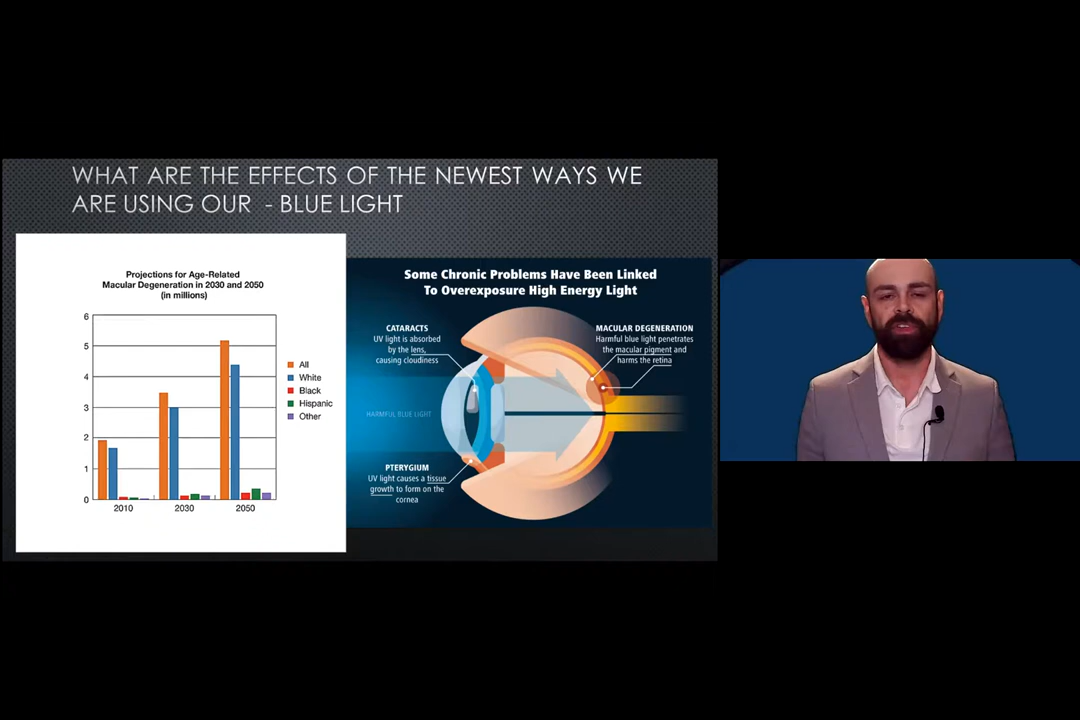 WHAT ARE THE EFFECTS OF THE NEWEST WAYS WE
ARE USING OUR - BLUE LIGHT
Projections for Age-Related
Macular Degeneration in 2030 and 2050
(in millions)
6
5
4
3
2
1
0
2010
2030
2050
All
White
Black
Hispanic
Other
Some Chronic Problems Have Been Linked
To Overexposure High Energy Light
CATARACTS
UV light is absorbed
by the lens,
causing cloudiness
MACULAR DEGENERATION
Harmful blue light penetrates
the macular pigment and
harms the retina
HARMFUL BLUE LIGHT
PTERYGIUM
UV light causes a tissue
growth to form on the
cornea